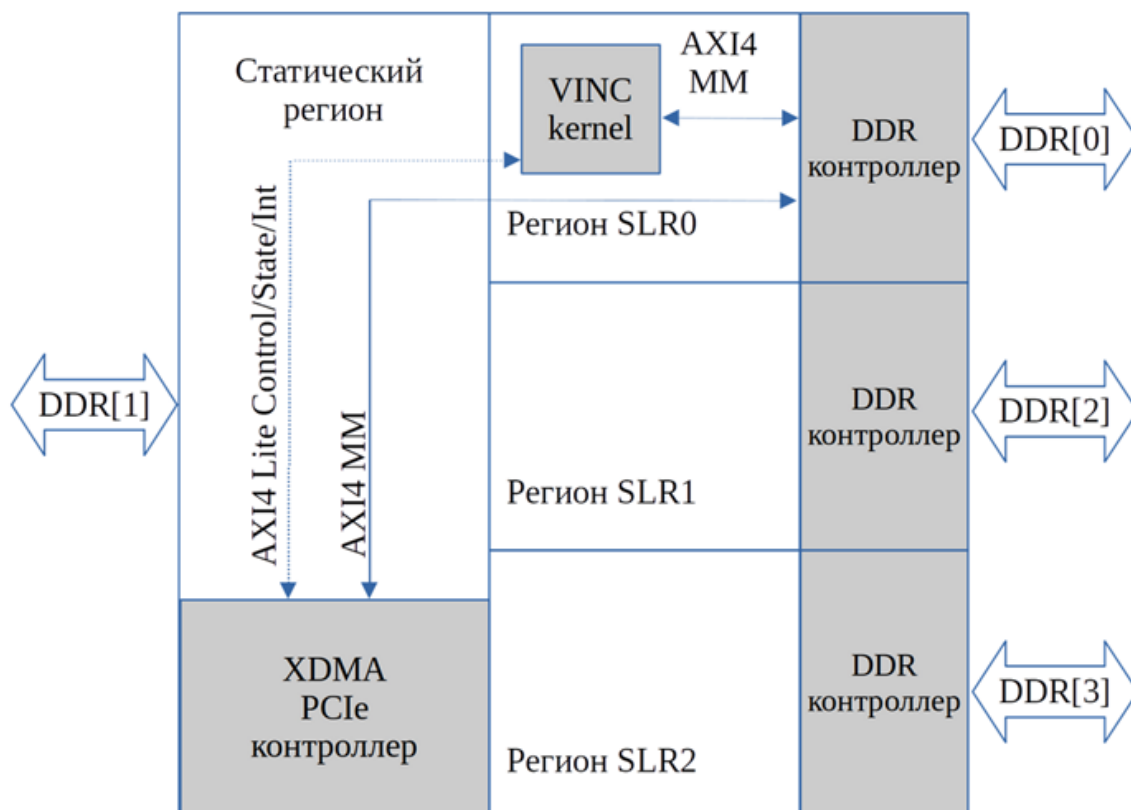 Статический
регион
VINC
kernel
AXI4
MM
DDR
контроллер
DDR[0]
Регион SLR0
AXI4 Lite Control/State/Int
AXI4 MM
DDR[1]
DDR
контроллер
DDR[2]
Регион SLR1
XDMA
PCIe
контроллер
DDR
контроллер
DDR[3]
Регион SLR2